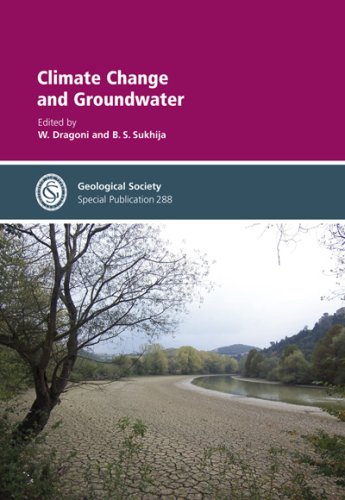 Climate Change
and Groundwater
Edited by
W. Dragoni and B. S. Sukhija
Geological Society
Special Publication 288